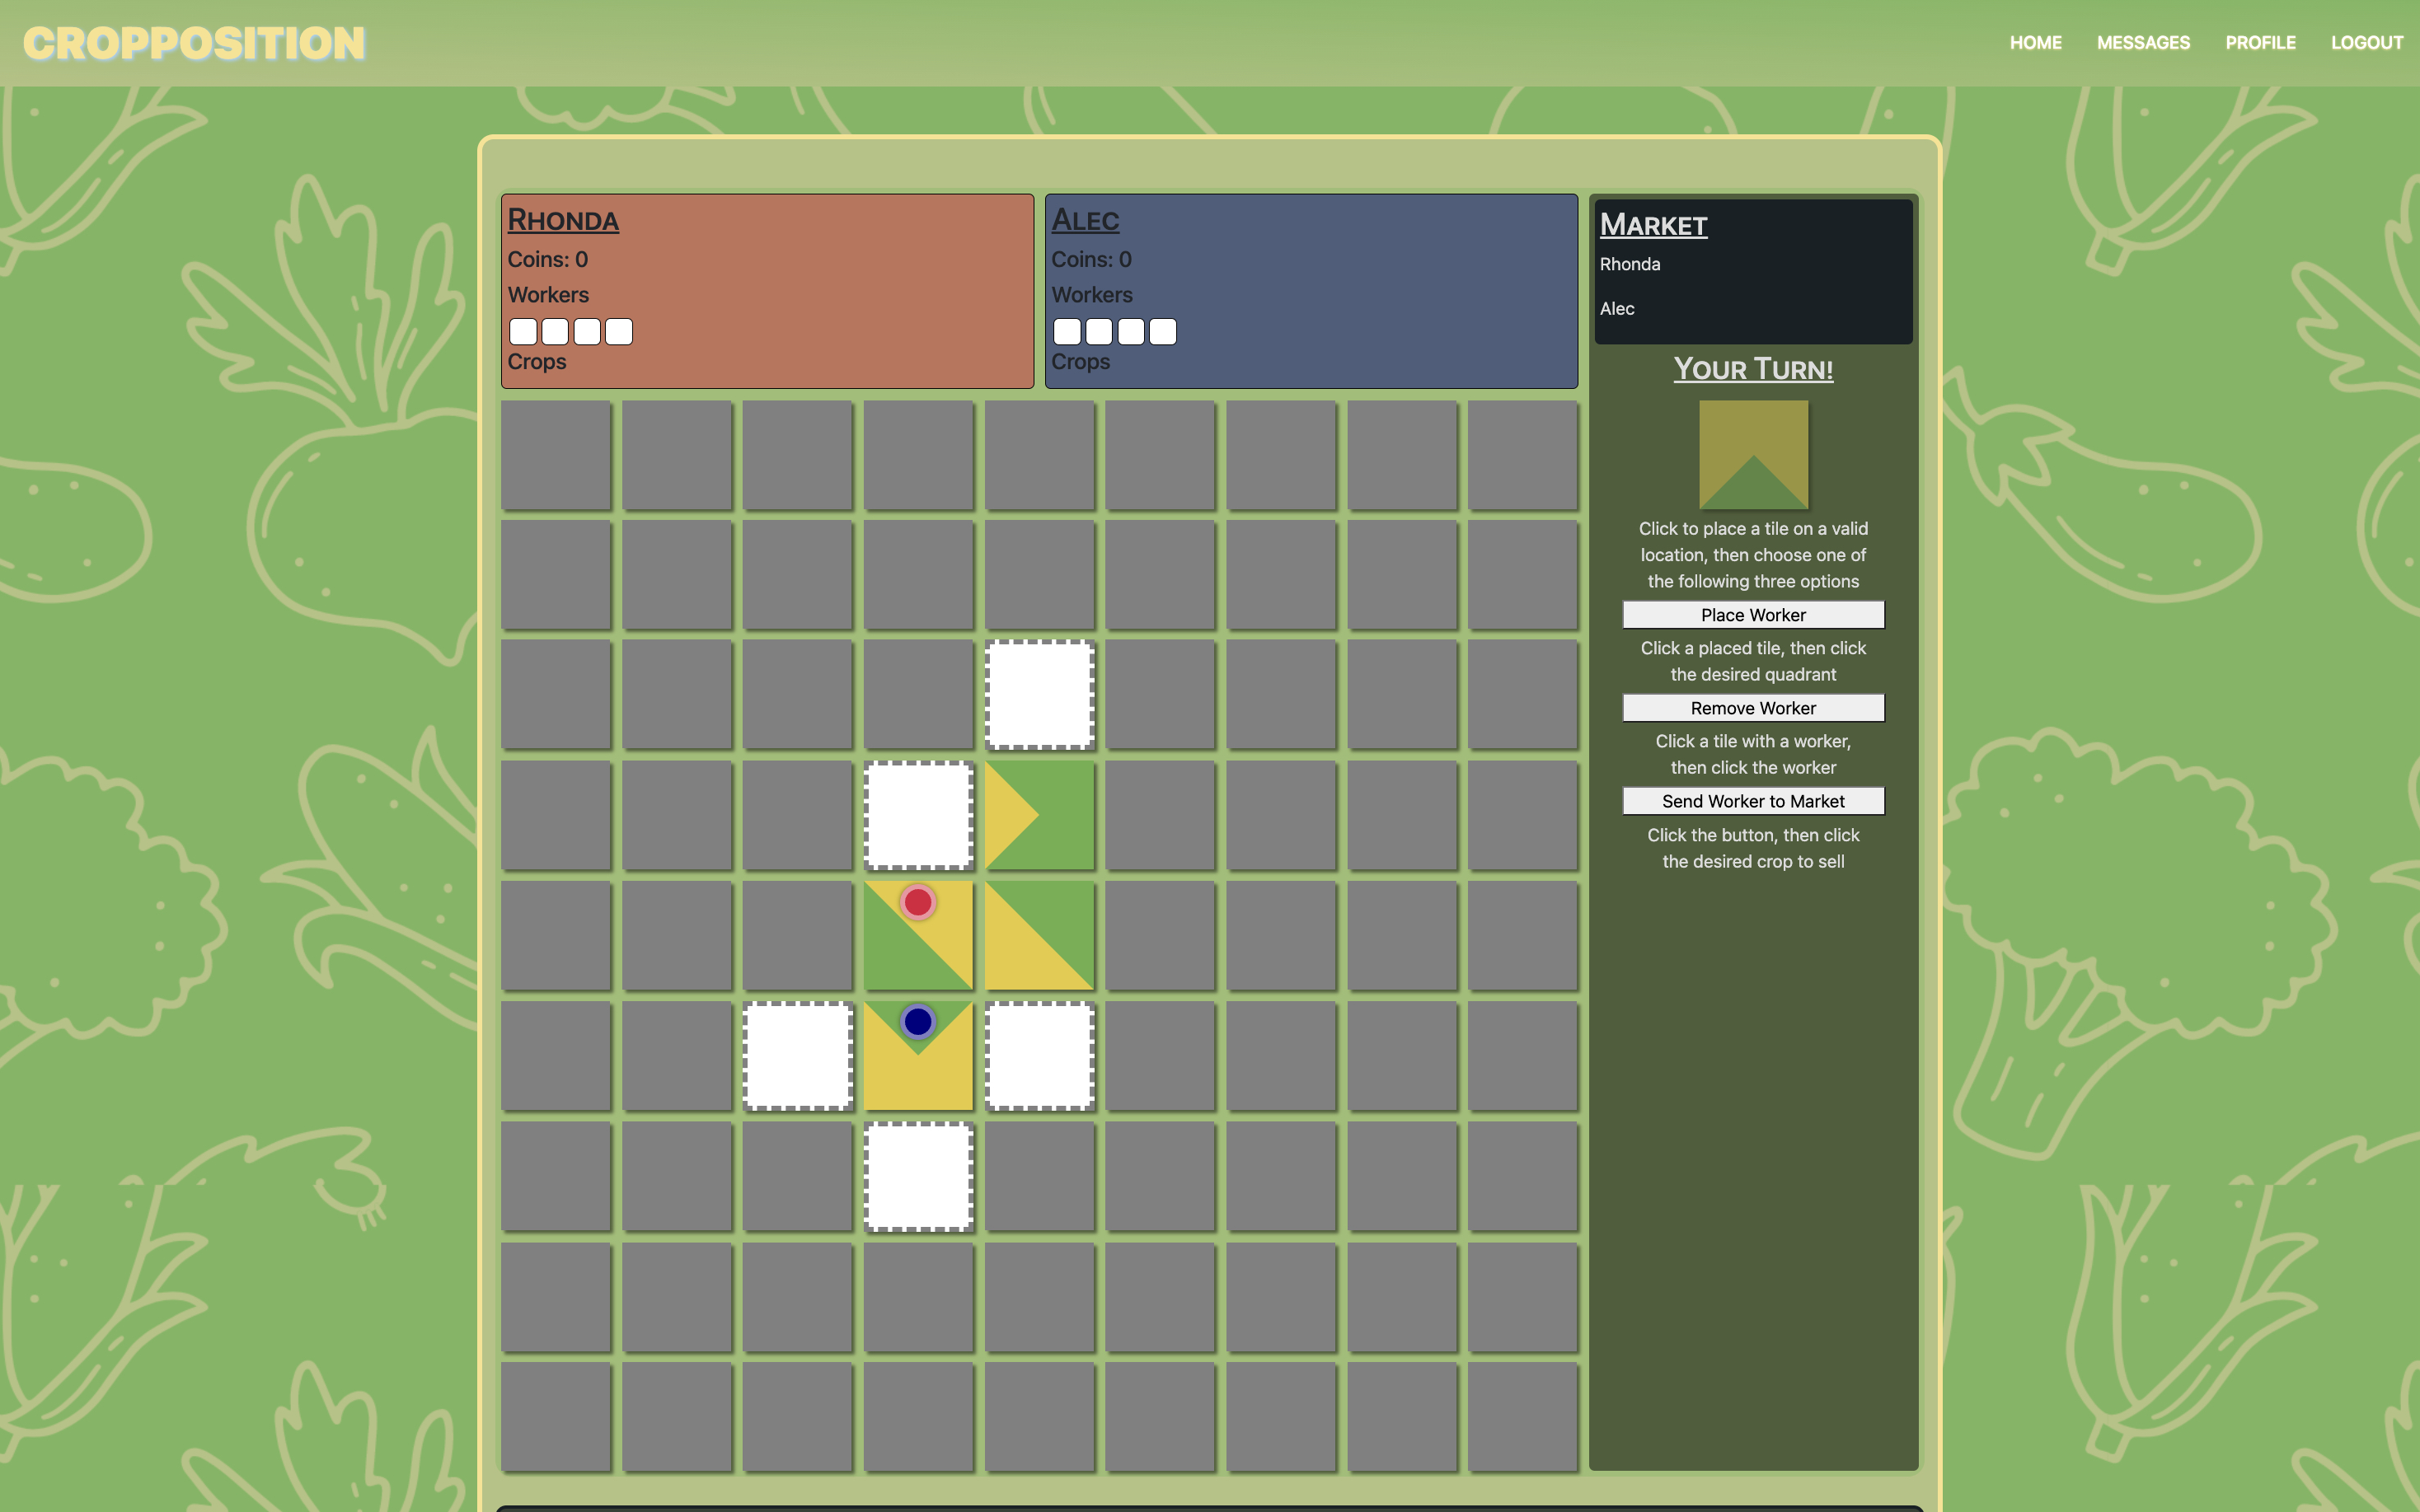 CROPPOSITION
HOME MESSAGES PROFILE LOGOUT
RHONDA
Coins: 0
Workers
Crops
ALEC
Coins: 0
Workers
Crops
MARKET
Rhonda
Alec
YOUR TURN!
Click to place a tile on a valid
location, then choose one of
the following three options
Place Worker
Click a placed tile, then click
the desired quadrant
Remove Worker
Click a tile with a worker,
then click the worker
Send Worker to Market
Click the button, then click
the desired crop to sell